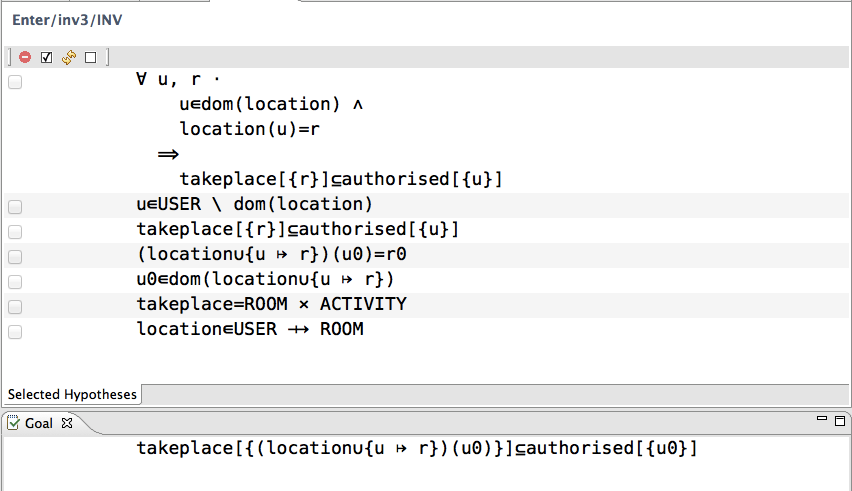 Enter/inv3/INV
∀ u, r ·
u∈dom(location) ∧
location(u)=r
⇒
takeplace[{r}]⊆authorised[{u}]
u∈USER \ dom(location)
takeplace[{r}]⊆authorised[{u}]
(location∪{u ↦ r})(u0)=r0
u0∈dom(location∪{u ↦ r})
takeplace=ROOM × ACTIVITY
location∈USER ⇸ ROOM
Selected Hypotheses
Goal
takeplace[{(location∪{u ↦ r})(u0)}]⊆authorised[{u0}]